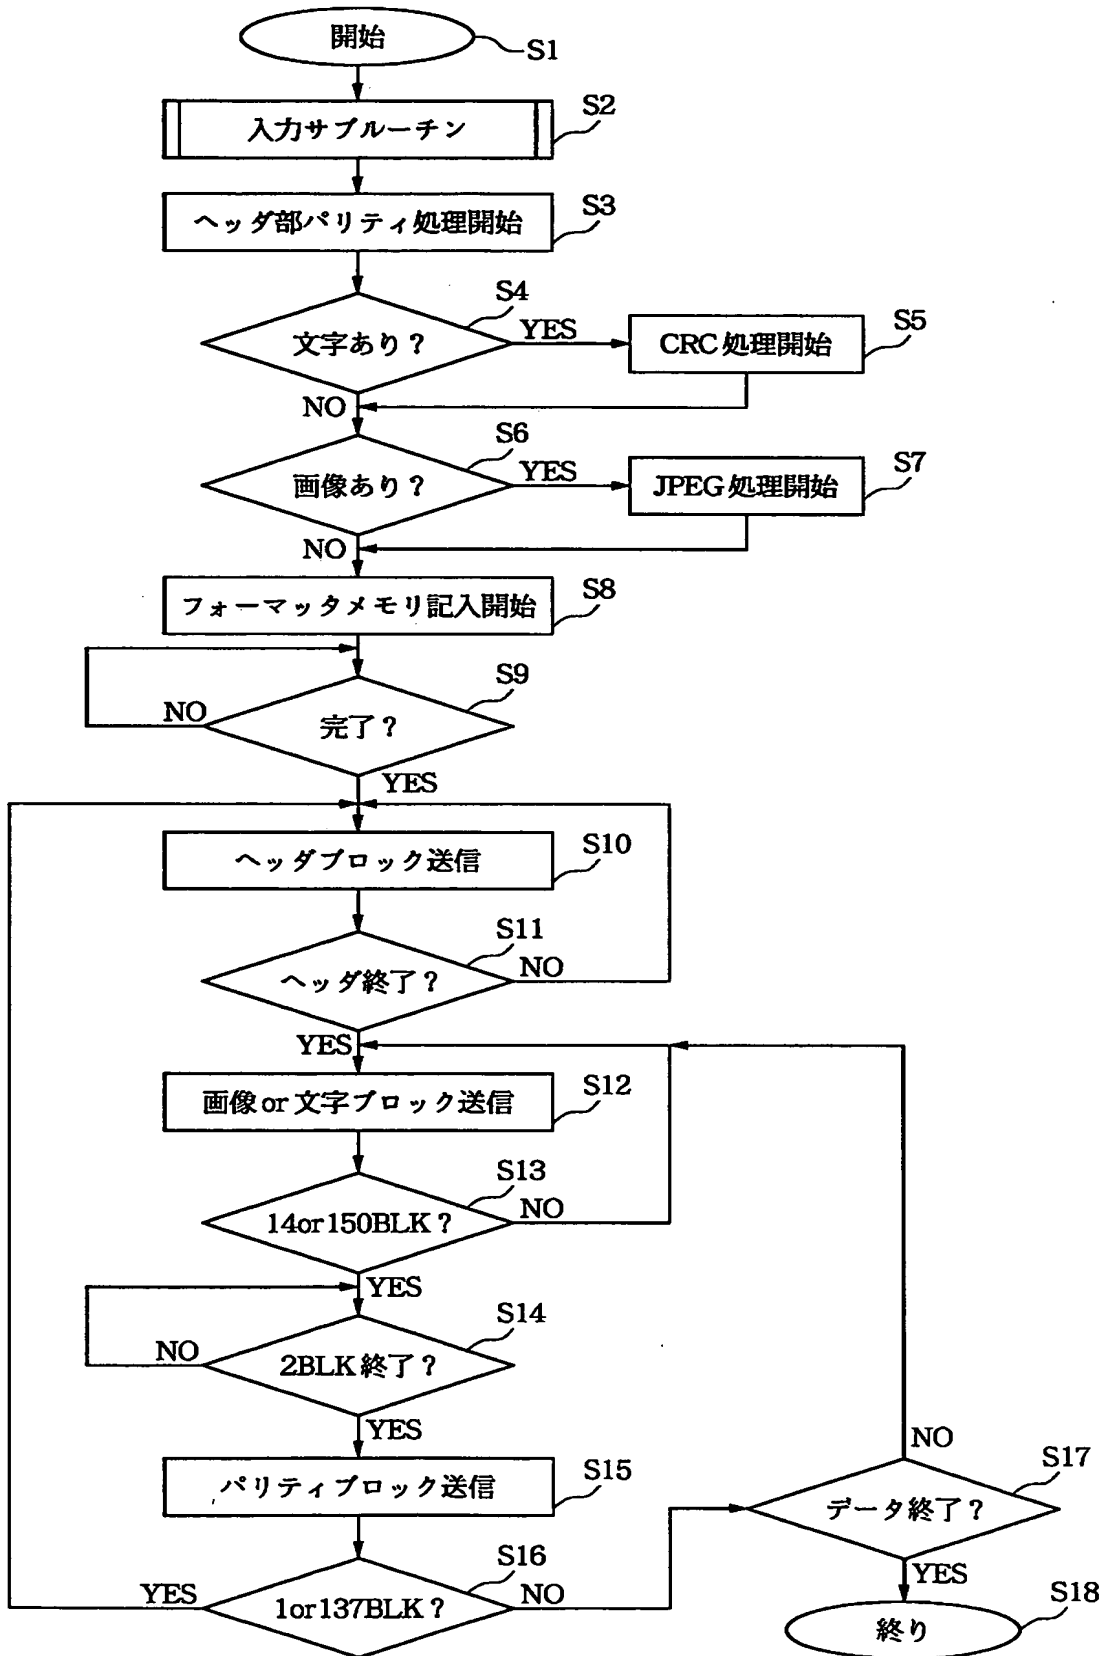 開始
S1
入力サブルーチン
S2
ヘッダ部パリティ処理開始
S3
文字あり?
S4
YES
CRC処理開始
S5
NO
画像あり?
S6
YES
JPEG処理開始
S7
NO
フォーマッタメモリ記入開始
S8
完了?
S9
NO
YES
ヘッダブロック送信
S10
ヘッダ終了?
S11
NO
YES
画像or文字ブロック送信
S12
14or150BLK?
S13
NO
YES
2BLK終了?
S14
NO
YES
パリティブロック送信
S15
1or137BLK?
S16
YES
NO
データ終了?
S17
NO
YES
終り
S18